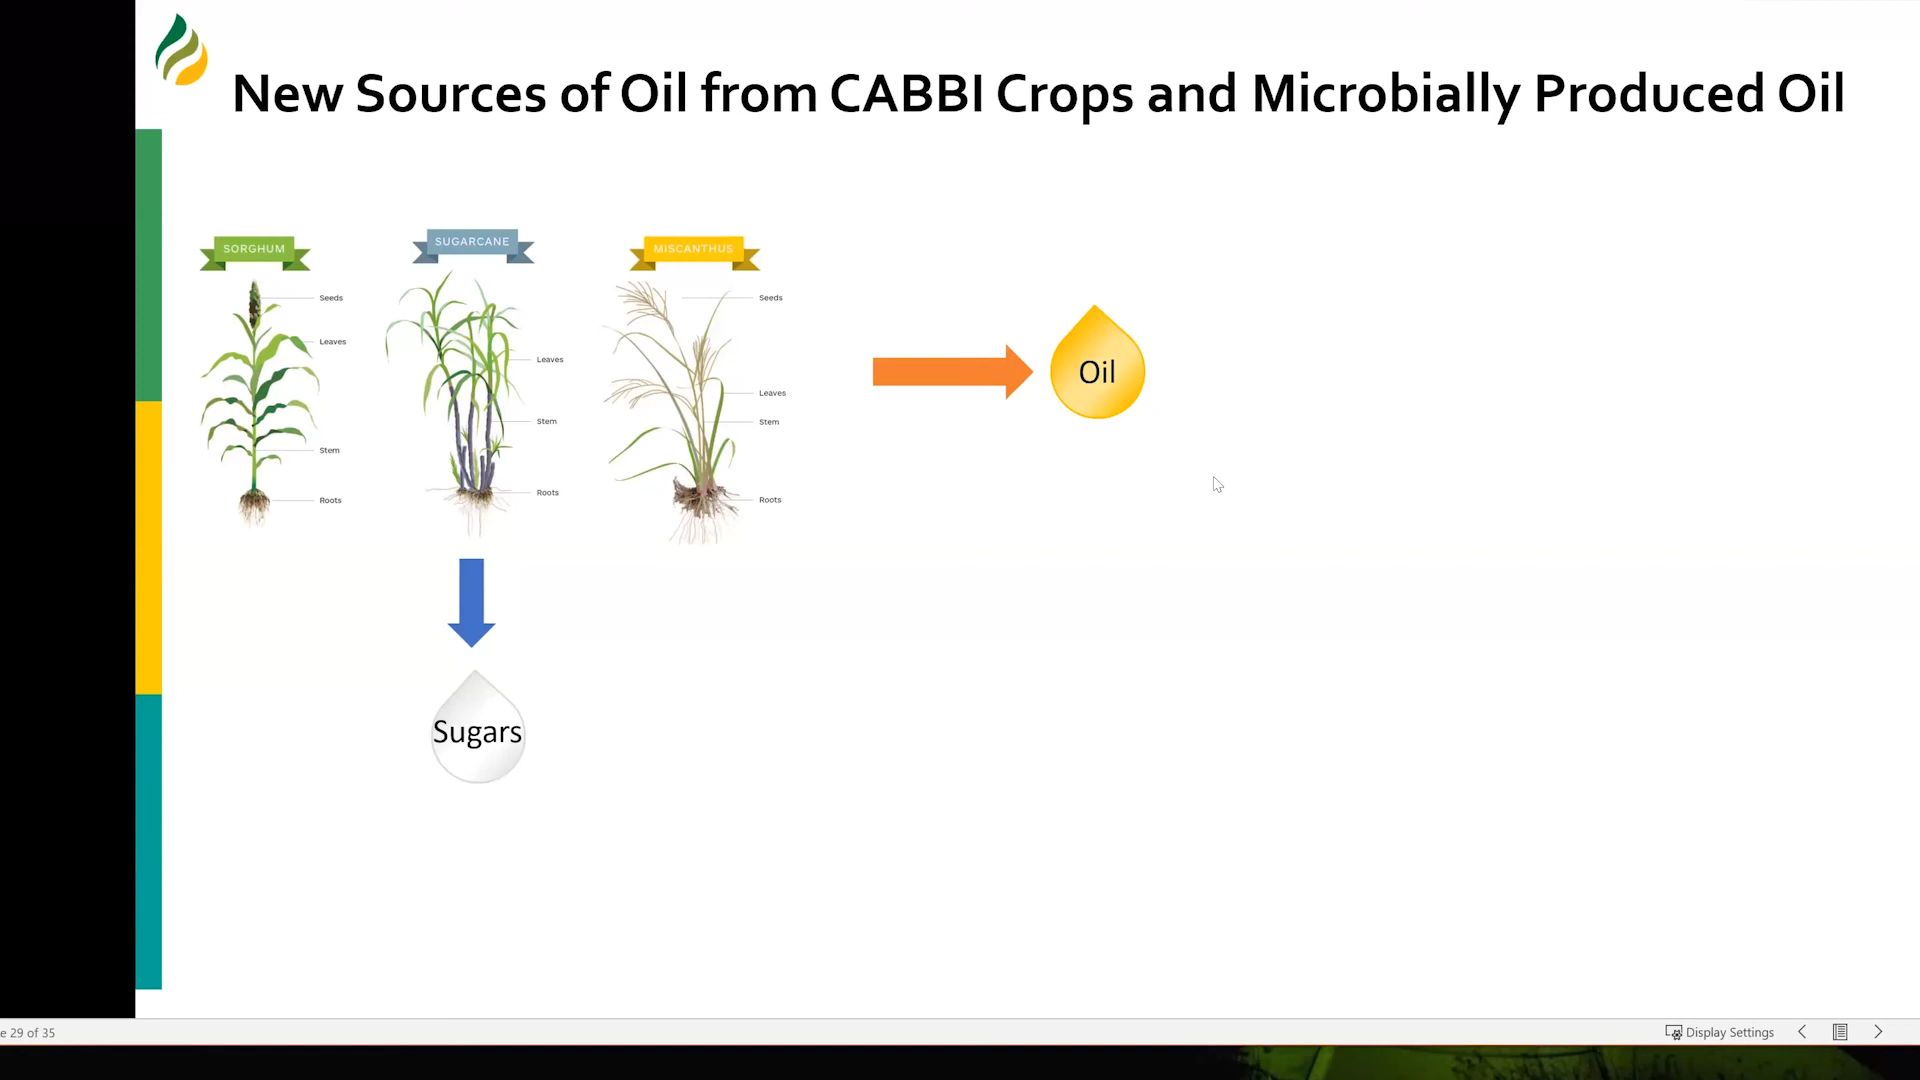 New Sources of Oil from CABBI Crops and Microbially Produced Oil
SORGHUM
Seeds
Leaves
Stem
Roots
SUGARCANE
Leaves
Stem
Roots
MISCANTHUS
Seeds
Leaves
Stem
Roots
Oil
Sugars
e 29 of 35
Display Settings